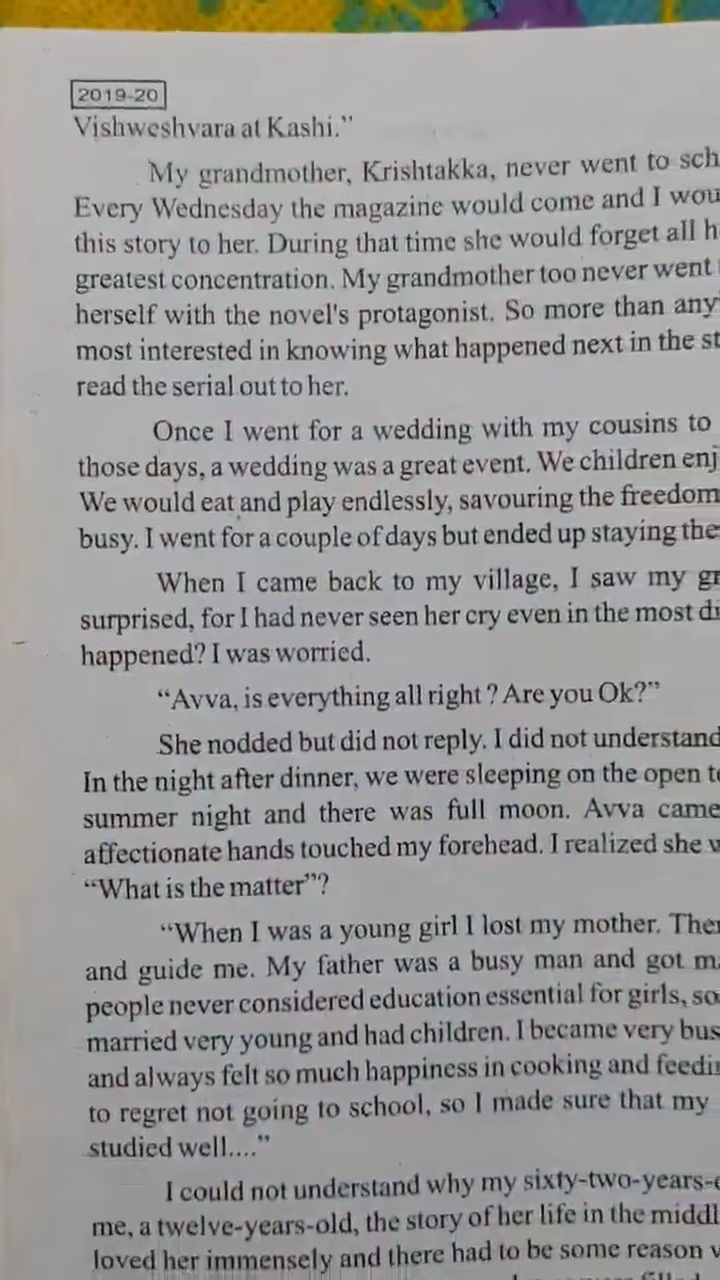 2019-20
Vishweshvara at Kashi."
My grandmother, Krishtakka, never went to sch
Every Wednesday the magazine would come and I wou
this story to her. During that time she would forget all h
greatest concentration. My grandmother too never went
herself with the novel's protagonist. So more than any
most interested in knowing what happened next in the st
read the serial out to her.
Once I went for a wedding with my cousins to
those days, a wedding was a great event. We children enj
We would eat and play endlessly, savouring the freedom
busy. I went for a couple of days but ended up staying the
When I came back to my village, I saw my gr
surprised, for I had never seen her cry even in the most di
happened? I was worried.
"Avva, is everything all right ? Are you Ok?"
She nodded but did not reply. I did not understand
In the night after dinner, we were sleeping on the open te
summer night and there was full moon. Avva came
affectionate hands touched my forehead. I realized she w
"What is the matter"?
"When I was a young girl I lost my mother. Ther
and guide me. My father was a busy man and got ma
people never considered education essential for girls, so
married very young and had children. I became very bus
and always felt so much happiness in cooking and feedin
to regret not going to school, so I made sure that my
studied well...."
I could not understand why my sixty-two-years-o
me, a twelve-years-old, the story of her life in the middl
loved her immensely and there had to be some reason w